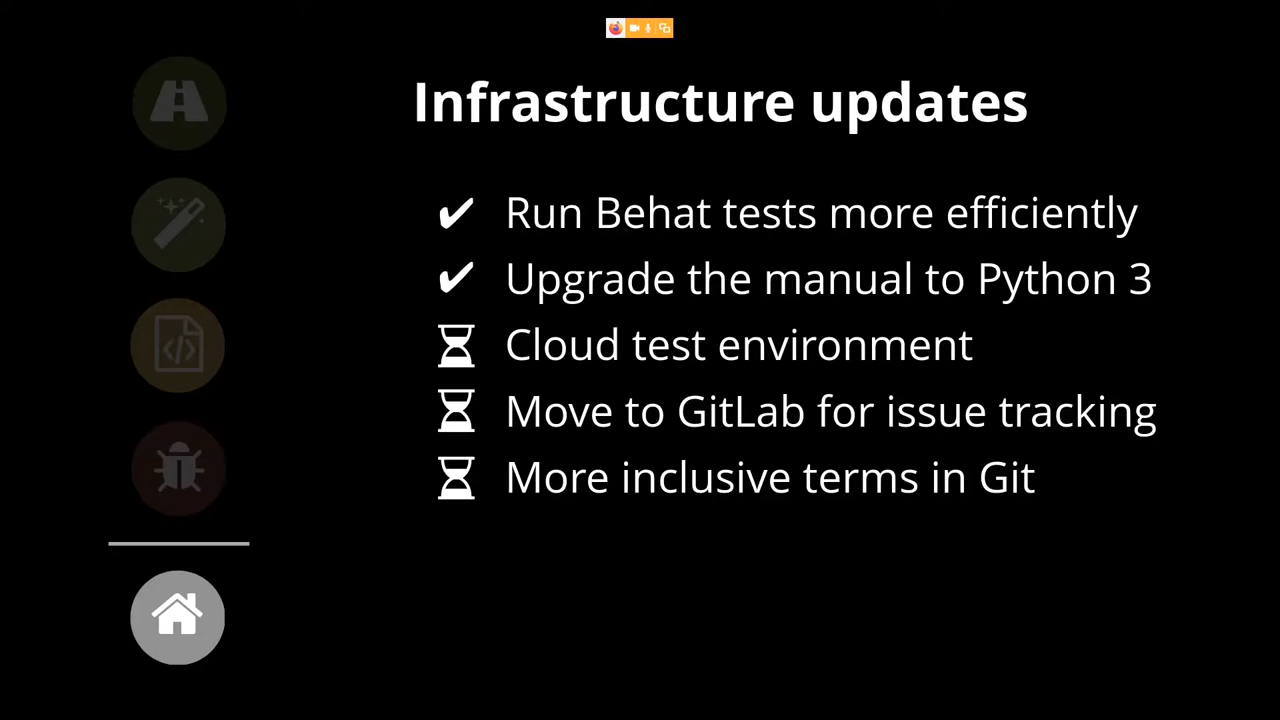 Infrastructure updates
✔ Run Behat tests more efficiently
✔ Upgrade the manual to Python 3
⏳ Cloud test environment
⏳ Move to GitLab for issue tracking
⏳ More inclusive terms in Git